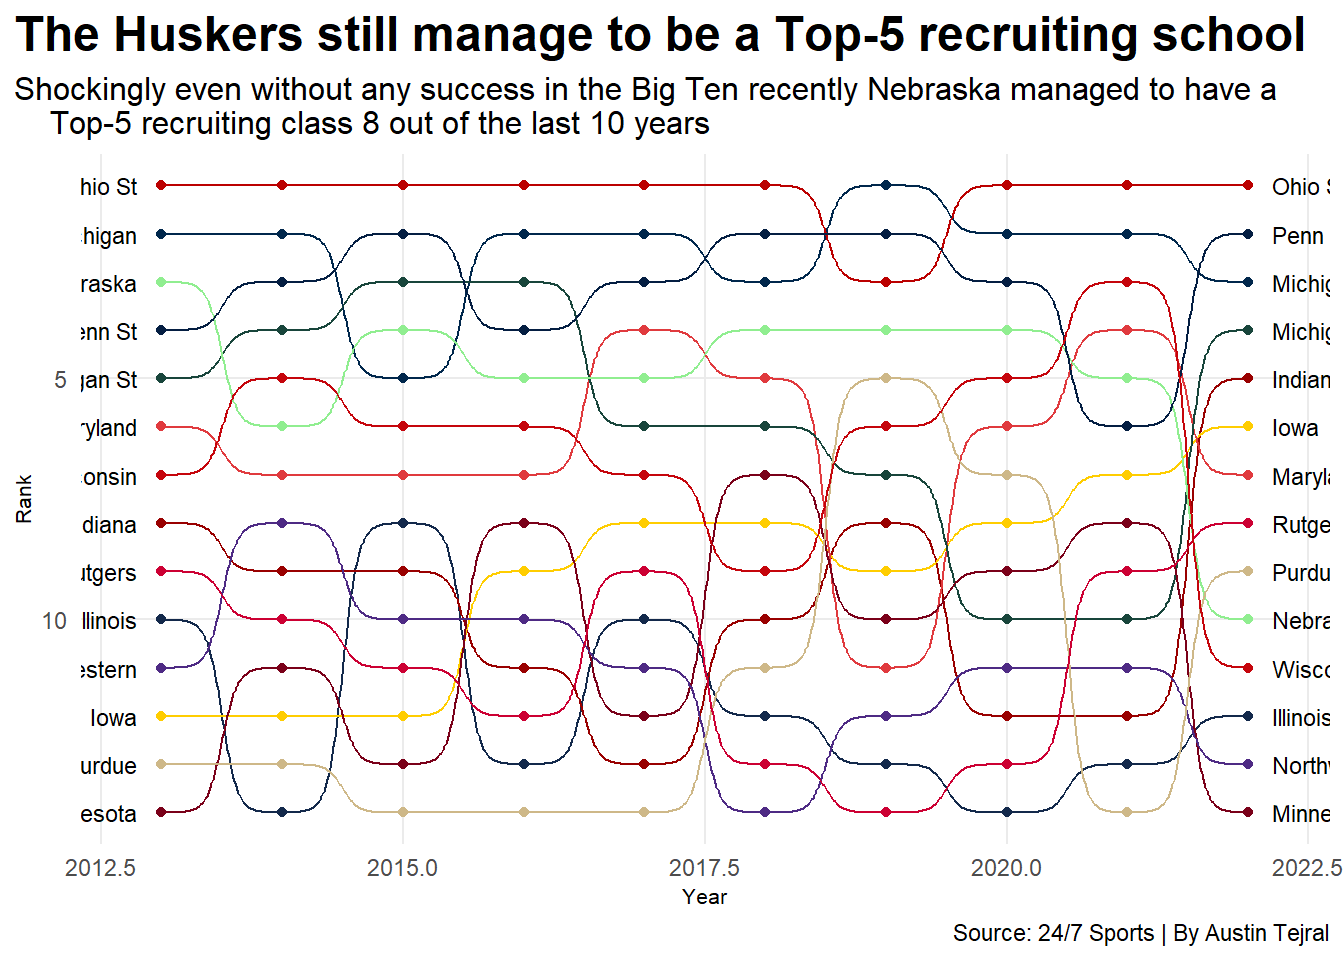 The Huskers still manage to be a Top-5 recruiting school
Shockingly even without any success in the Big Ten recently Nebraska managed to have a
Top-5 recruiting class 8 out of the last 10 years
hio St
higan
raska
enn St
gan St
ryland
consin
diana
utgers
llinois
estern
Iowa
urdue
esota
5
10
Rank
Ohio S
Penn
Michig
Michig
Indian
Iowa
Maryla
Rutge
Purdu
Nebra
Wisco
Illinois
North
Minne
2012.5
2015.0
2017.5
2020.0
2022.5
Year
Source: 24/7 Sports | By Austin Tejral